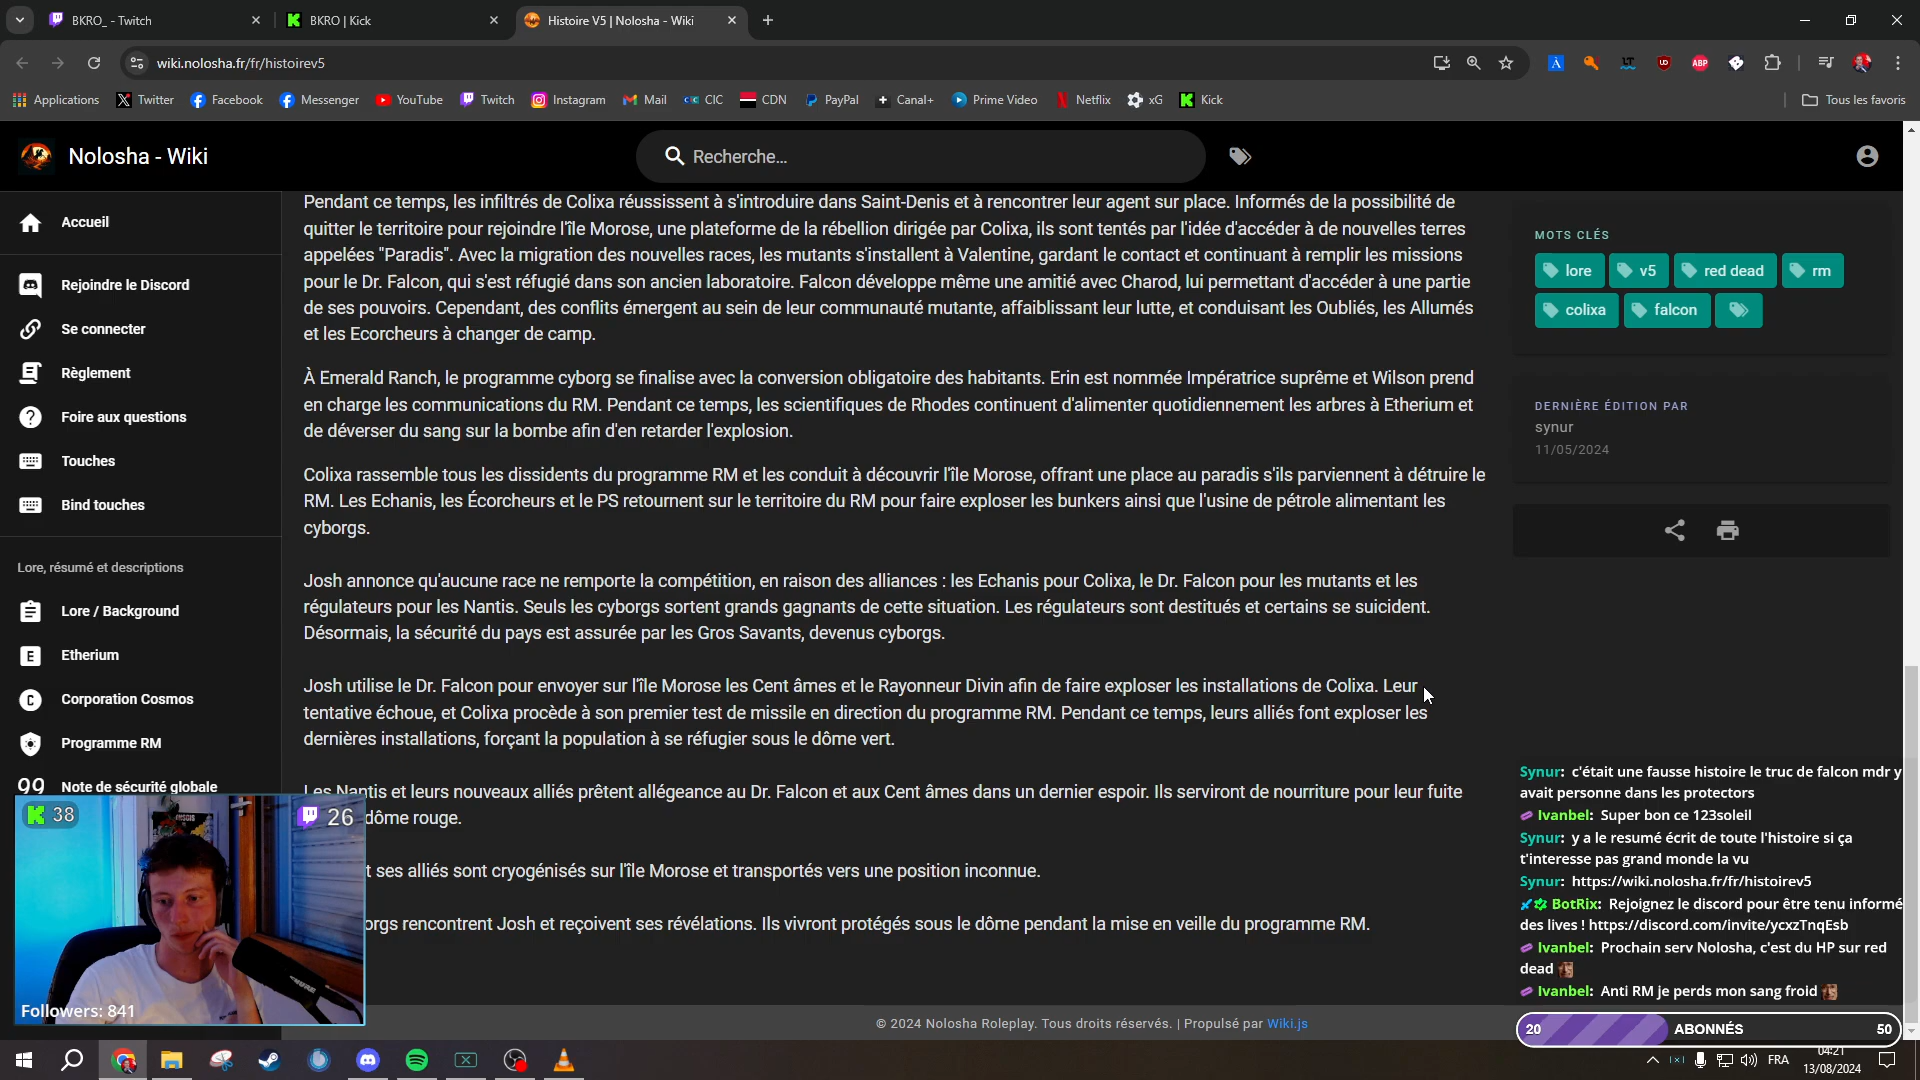 BKRO_ - Twitch
BKRO | Kick
Histoire V5 | Nolosha - Wiki
wiki.nolosha.fr/fr/histoirev5
Applications
Twitter
Facebook
Messenger
YouTube
Twitch
Instagram
Mail
CIC
CDN
PayPal
Canal+
Prime Video
Netflix
xG
Kick
Tous les favoris
Nolosha - Wiki
Recherche...
Accueil
Rejoindre le Discord
Se connecter
Règlement
Foire aux questions
Touches
Bind touches
Lore, résumé et descriptions
Lore / Background
Etherium
Corporation Cosmos
Programme RM
Note de sécurité globale
Pendant ce temps, les infiltrés de Colixa réussissent à s'introduire dans Saint-Denis et à rencontrer leur agent sur place. Informés de la possibilité de
quitter le territoire pour rejoindre l'île Morose, une plateforme de la rébellion dirigée par Colixa, ils sont tentés par l'idée d'accéder à de nouvelles terres
appelées "Paradis". Avec la migration des nouvelles races, les mutants s'installent à Valentine, gardant le contact et continuant à remplir les missions
pour le Dr. Falcon, qui s'est réfugié dans son ancien laboratoire. Falcon développe même une amitié avec Charod, lui permettant d'accéder à une partie
de ses pouvoirs. Cependant, des conflits émergent au sein de leur communauté mutante, affaiblissant leur lutte, et conduisant les Oubliés, les Allumés
et les Ecorcheurs à changer de camp.
À Emerald Ranch, le programme cyborg se finalise avec la conversion obligatoire des habitants. Erin est nommée Impératrice suprême et Wilson prend
en charge les communications du RM. Pendant ce temps, les scientifiques de Rhodes continuent d'alimenter quotidiennement les arbres à Etherium et
de déverser du sang sur la bombe afin d'en retarder l'explosion.
Colixa rassemble tous les dissidents du programme RM et les conduit à découvrir l'île Morose, offrant une place au paradis s'ils parviennent à détruire le
RM. Les Echanis, les Écorcheurs et le PS retournent sur le territoire du RM pour faire exploser les bunkers ainsi que l'usine de pétrole alimentant les
cyborgs.
Josh annonce qu'aucune race ne remporte la compétition, en raison des alliances : les Echanis pour Colixa, le Dr. Falcon pour les mutants et les
régulateurs pour les Nantis. Seuls les cyborgs sortent grands gagnants de cette situation. Les régulateurs sont destitués et certains se suicident.
Désormais, la sécurité du pays est assurée par les Gros Savants, devenus cyborgs.
Josh utilise le Dr. Falcon pour envoyer sur l'île Morose les Cent âmes et le Rayonneur Divin afin de faire exploser les installations de Colixa. Leur
tentative échoue, et Colixa procède à son premier test de missile en direction du programme RM. Pendant ce temps, leurs alliés font exploser les
dernières installations, forçant la population à se réfugier sous le dôme vert.
Les Nantis et leurs nouveaux alliés prêtent allégeance au Dr. Falcon et aux Cent âmes dans un dernier espoir. Ils serviront de nourriture pour leur fuite
dôme rouge.
t ses alliés sont cryogénisés sur l'île Morose et transportés vers une position inconnue.
orgs rencontrent Josh et reçoivent ses révélations. Ils vivront protégés sous le dôme pendant la mise en veille du programme RM.
MOTS CLÉS
lore
v5
red dead
rm
colixa
falcon
DERNIÈRE ÉDITION PAR
synur
11/05/2024
Synur: c'était une fausse histoire le truc de falcon mdr y
avait personne dans les protectors
Ivanbel: Super bon ce 123soleil
Synur: y a le resumé écrit de toute l'histoire si ça
t'interesse pas grand monde la vu
Synur: https://wiki.nolosha.fr/fr/histoirev5
BotRix: Rejoignez le discord pour être tenu informé
des lives ! https://discord.com/invite/ycxzTnqEsb
Ivanbel: Prochain serv Nolosha, c'est du HP sur red
dead
Ivanbel: Anti RM je perds mon sang froid
38
26
Followers: 841
© 2024 Nolosha Roleplay. Tous droits réservés. | Propulsé par Wiki.js
20 ABONNÉS 50
FRA
04:21
13/08/2024